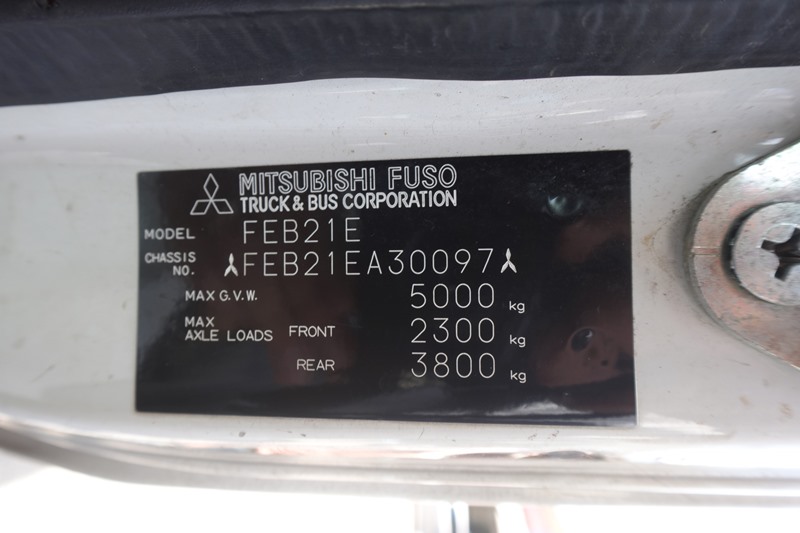 MITSUBISHI FUSO
TRUCK & BUS CORPORATION
MODEL FEB21E
CHASSIS NO. FEB21EA30097
MAX G.V.W. 5000 kg
MAX AXLE LOADS FRONT 2300 kg
REAR 3800 kg